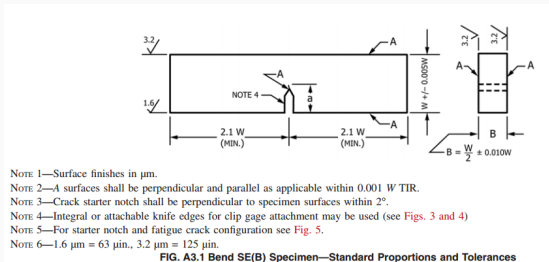 3.2
A
3.2
3.2
A
A
A
NOTE 4
a
W +/- 0.005W
1.6
A
2.1 W
(MIN.)
2.1 W
(MIN.)
B
B = W/2 ± 0.010W
NOTE 1—Surface finishes in μm.
NOTE 2—A surfaces shall be perpendicular and parallel as applicable within 0.001 W TIR.
NOTE 3—Crack starter notch shall be perpendicular to specimen surfaces within 2°.
NOTE 4—Integral or attachable knife edges for clip gage attachment may be used (see Figs. 3 and 4)
NOTE 5—For starter notch and fatigue crack configuration see Fig. 5.
NOTE 6—1.6 μm = 63 μin., 3.2 μm = 125 μin.
FIG. A3.1 Bend SE(B) Specimen—Standard Proportions and Tolerances